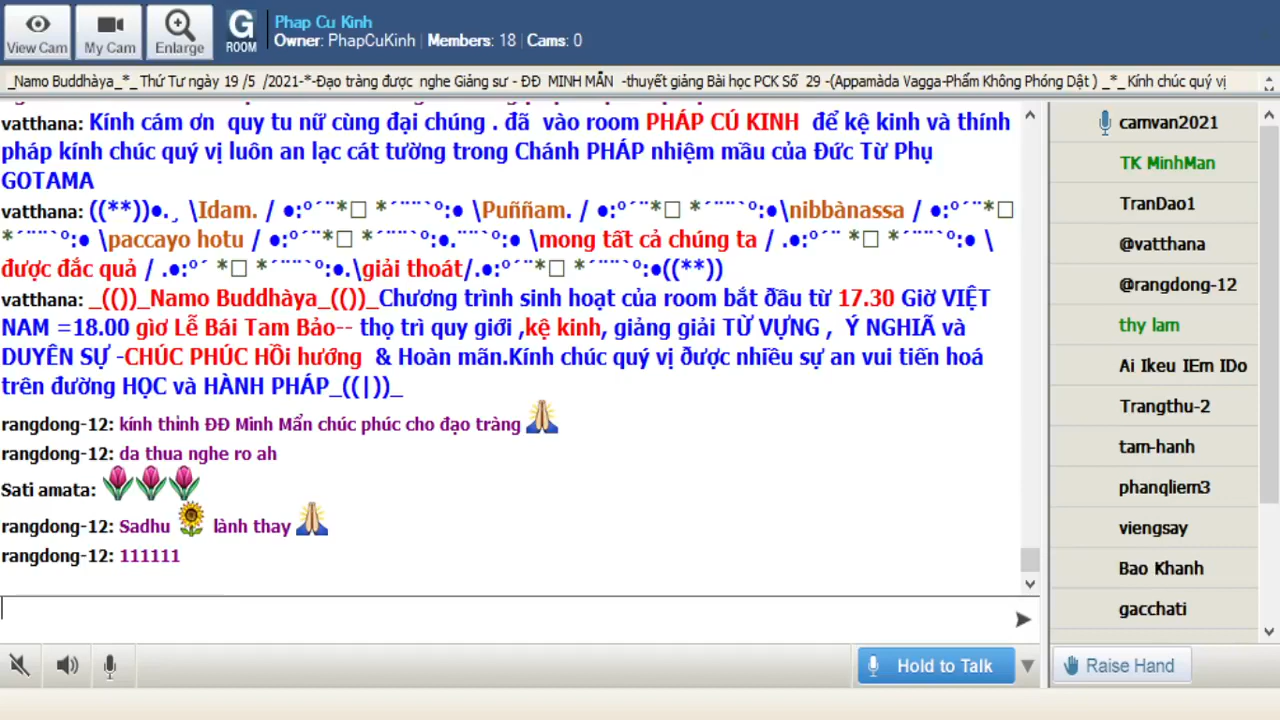 View Cam
My Cam
Enlarge
G
ROOM
Phap Cu Kinh
Owner: PhapCuKinh | Members: 18 | Cams: 0
_Namo Buddhàya_*_ Thứ Tư ngày 19 /5 /2021-*-Đạo tràng được nghe Giảng sư - ĐĐ MINH MẪN -thuyết giảng Bài học PCK Số 29 -(Appamàda Vagga-Phẩm Không Phóng Dật ) _*_Kính chúc quý vị
vatthana: Kính cám ơn quy tu nữ cùng đại chúng . đã vào room PHÁP CÚ KINH để kệ kinh và thính
pháp kính chúc quý vị luôn an lạc cát tường trong Chánh PHÁP nhiệm mầu của Đức Từ Phụ
GOTAMA
vatthana: ((**))●.¸ \Idam. / ●:º´¨*□ *´¨¨`º:● \Puññam. / ●:º´¨*□ *´¨¨`º:●\nibbànassa / ●:º´¨*□
*´¨¨`º:● \paccayo hotu / ●:º´¨*□ *´¨¨`º:●.¨¨`º:● \mong tất cả chúng ta / .●:º´¨ *□ *´¨¨`º:● \
được đắc quả / .●:º´ *□ *´¨¨`º:●.\giải thoát/.●:º´¨*□ *´¨¨`º:●((**))
vatthana: _(())_Namo Buddhàya_(())_Chương trình sinh hoạt của room bắt ðầu từ 17.30 Giờ VIỆT
NAM =18.00 giờ Lễ Bái Tam Bảo-- thọ trì quy giới ,kệ kinh, giảng giải TỪ VỰNG , Ý NGHIÃ và
DUYÊN SỰ -CHÚC PHÚC HỒi hướng & Hoàn mãn.Kính chúc quý vị ðược nhiều sự an vui tiến hoá
trên đường HỌC và HÀNH PHÁP_((|))_
rangdong-12: kính thỉnh ĐĐ Minh Mẩn chúc phúc cho đạo tràng
rangdong-12: da thua nghe ro ah
Sati amata:
rangdong-12: Sadhu lành thay
rangdong-12: 111111
camvan2021
TK MinhMan
TranDao1
@vatthana
@rangdong-12
thy lam
Ai Ikeu IEm IDo
Trangthu-2
tam-hanh
phanqliem3
viengsay
Bao Khanh
gacchati
Hold to Talk
Raise Hand